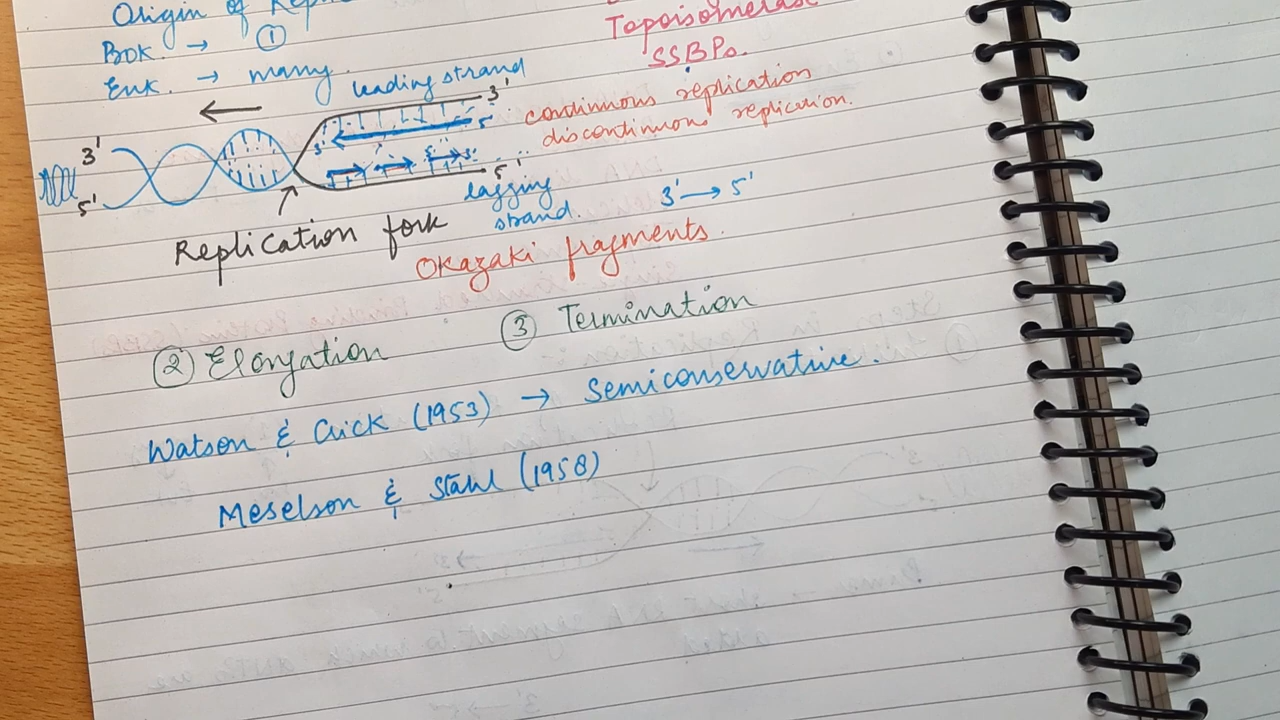 Origin of Repli
Prok. → ①
Euk. → many.
Topoisomerase
SSBPs.
leading strand
continuous replication
discontinuous replication.
3'
5'
3'
3'
5'
5'
lagging
strand.
3' → 5'
Replication fork
Okazaki fragments.
② Elongation
③ Termination
Watson & Crick (1953) → Semiconservative.
Meselson & Stahl (1958)